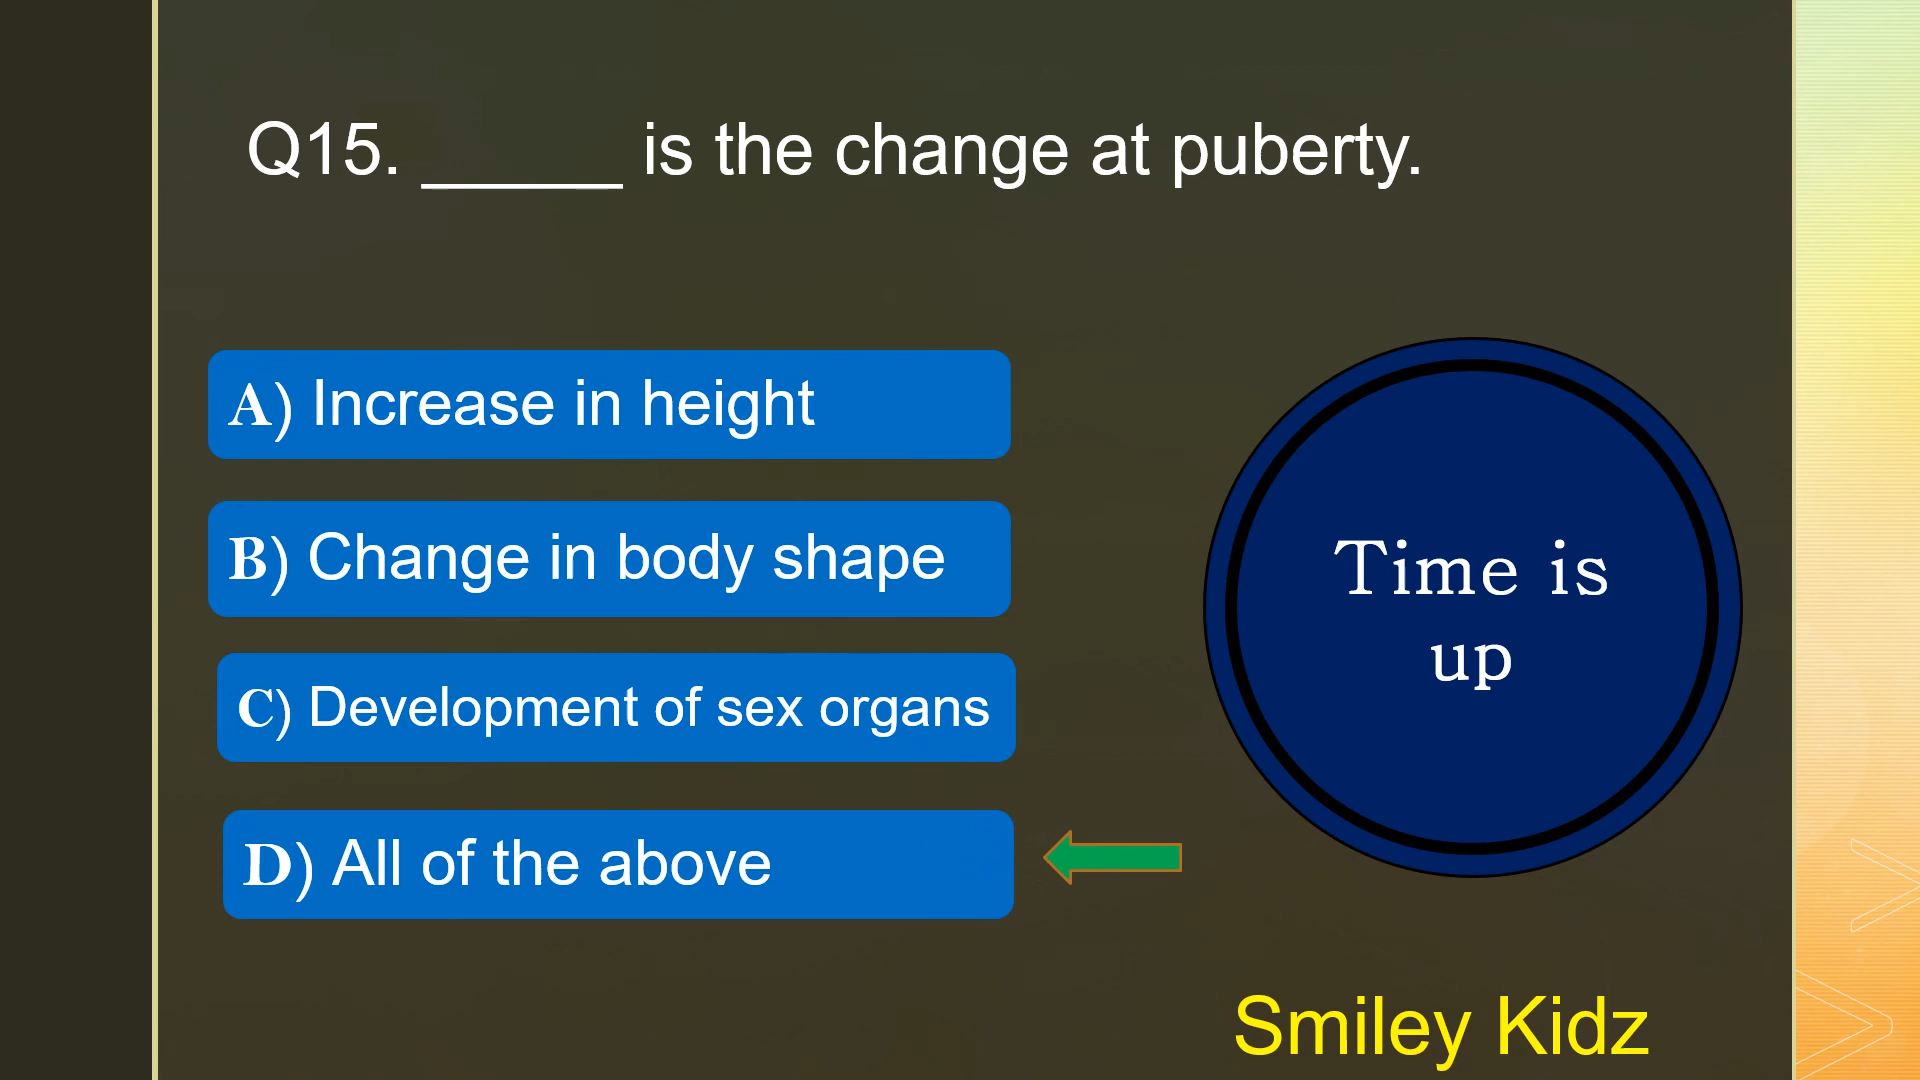 Q15. _____ is the change at puberty.
A) Increase in height
B) Change in body shape
C) Development of sex organs
D) All of the above
Time is
up
Smiley Kidz